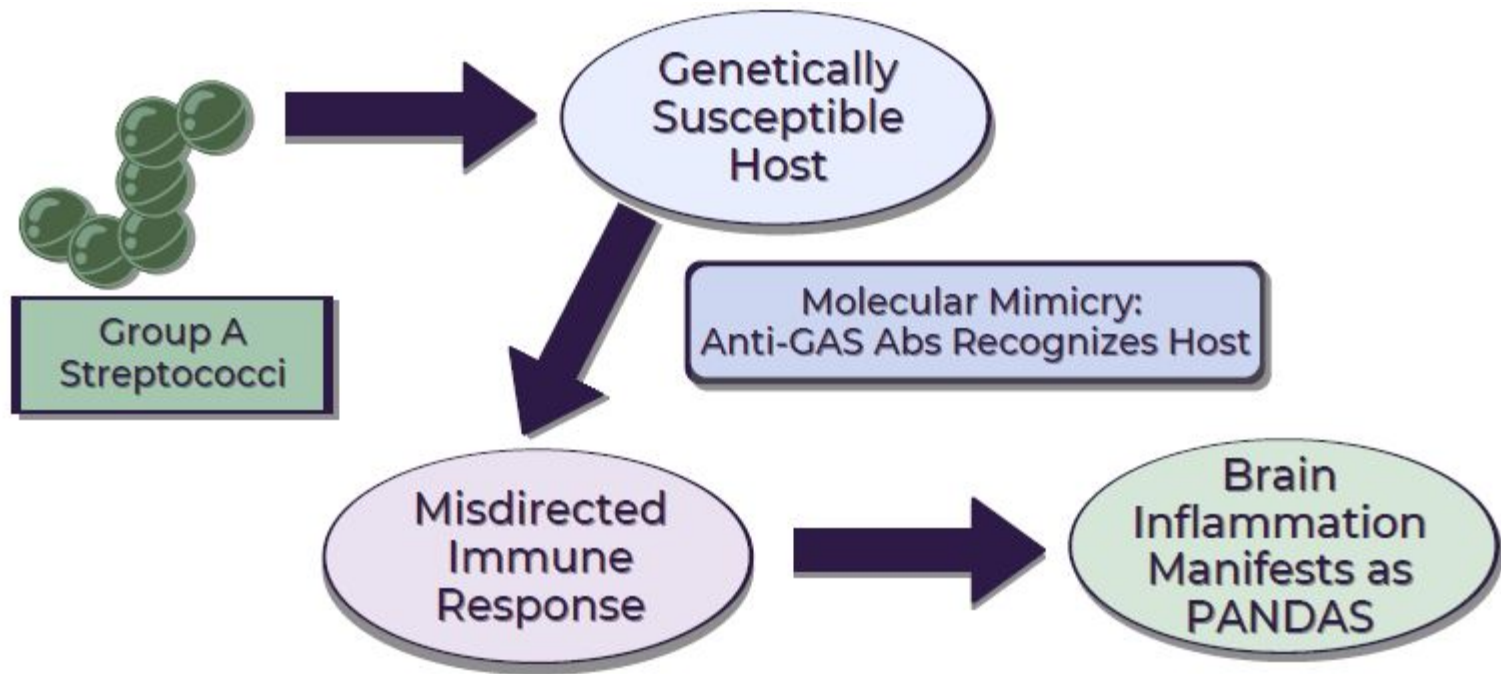 Genetically
Susceptible
Host
Group A
Streptococci
Molecular Mimicry:
Anti-GAS Abs Recognizes Host
Misdirected
Immune
Response
Brain
Inflammation
Manifests as
PANDAS